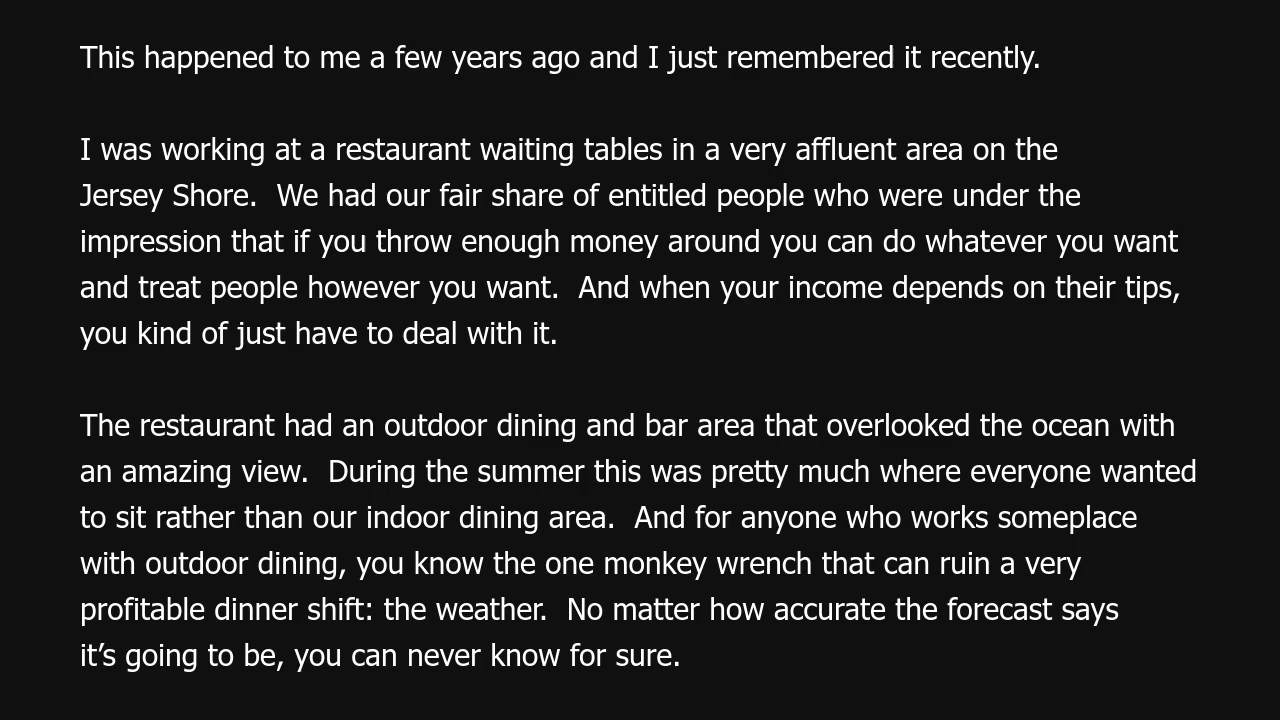 This happened to me a few years ago and I just remembered it recently.
I was working at a restaurant waiting tables in a very affluent area on the
Jersey Shore.  We had our fair share of entitled people who were under the
impression that if you throw enough money around you can do whatever you want
and treat people however you want.  And when your income depends on their tips,
you kind of just have to deal with it.
The restaurant had an outdoor dining and bar area that overlooked the ocean with
an amazing view.  During the summer this was pretty much where everyone wanted
to sit rather than our indoor dining area.  And for anyone who works someplace
with outdoor dining, you know the one monkey wrench that can ruin a very
profitable dinner shift: the weather.  No matter how accurate the forecast says
it’s going to be, you can never know for sure.